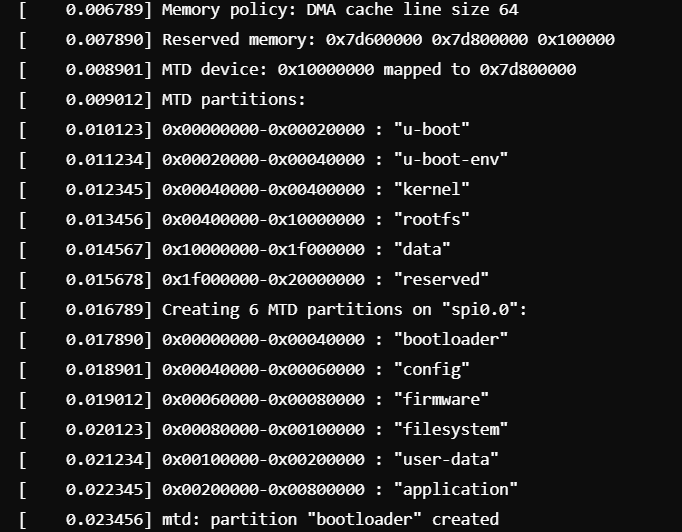 [    0.006789] Memory policy: DMA cache line size 64
[    0.007890] Reserved memory: 0x7d600000 0x7d800000 0x100000
[    0.008901] MTD device: 0x10000000 mapped to 0x7d800000
[    0.009012] MTD partitions:
[    0.010123] 0x00000000-0x00020000 : "u-boot"
[    0.011234] 0x00020000-0x00040000 : "u-boot-env"
[    0.012345] 0x00040000-0x00400000 : "kernel"
[    0.013456] 0x00400000-0x10000000 : "rootfs"
[    0.014567] 0x10000000-0x1f000000 : "data"
[    0.015678] 0x1f000000-0x20000000 : "reserved"
[    0.016789] Creating 6 MTD partitions on "spi0.0":
[    0.017890] 0x00000000-0x00040000 : "bootloader"
[    0.018901] 0x00040000-0x00060000 : "config"
[    0.019012] 0x00060000-0x00080000 : "firmware"
[    0.020123] 0x00080000-0x00100000 : "filesystem"
[    0.021234] 0x00100000-0x00200000 : "user-data"
[    0.022345] 0x00200000-0x00800000 : "application"
[    0.023456] mtd: partition "bootloader" created